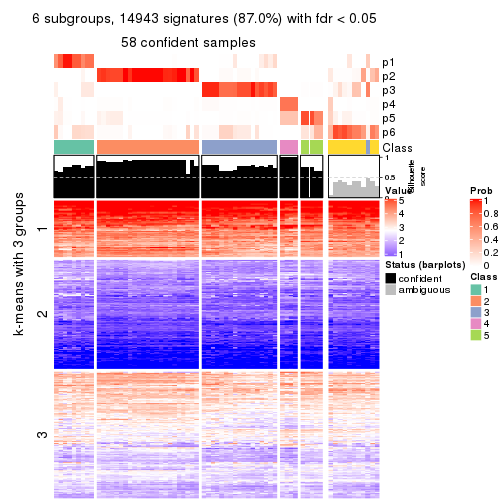 6 subgroups, 14943 signatures (87.0%) with fdr < 0.05
58 confident samples
p1
p2
p3
p4
p5
p6
Class
1
0.5
0
Silhouette
score
k-means with 3 groups
1
2
3
Value
5
4
3
2
1
Status (barplots)
confident
ambiguous
Prob
1
0.8
0.6
0.4
0.2
0
Class
1
2
3
4
5